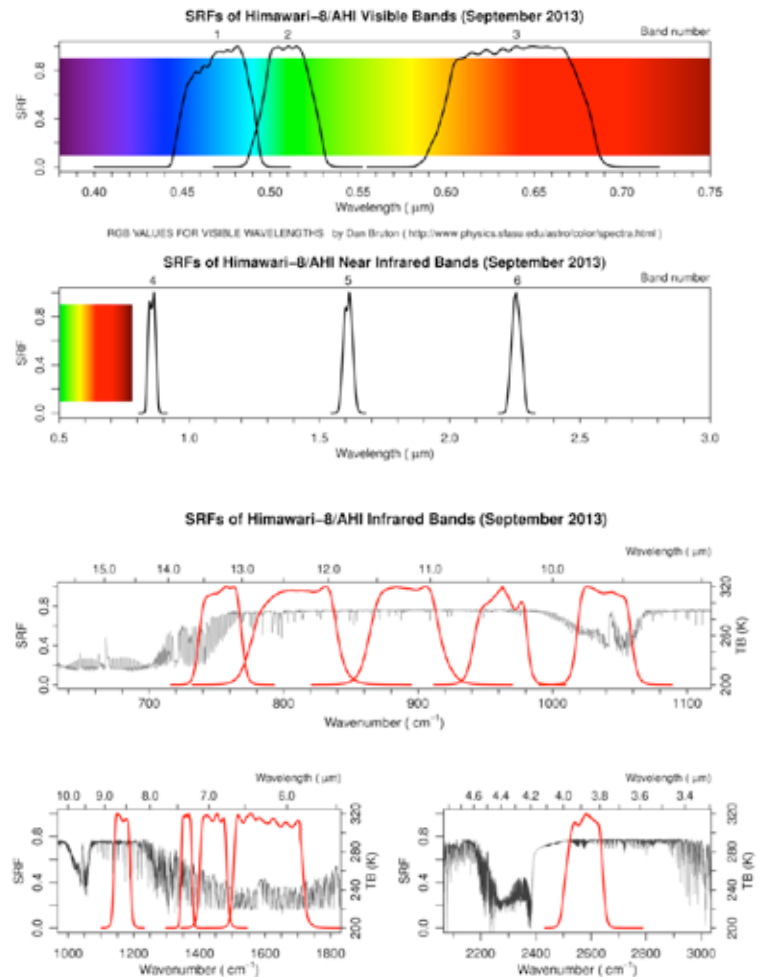 SRFs of Himawari-8/AHI Visible Bands (September 2013)
1 2 3 Band number
SRF
0.0 0.4 0.8
0.40 0.45 0.50 0.55 0.60 0.65 0.70 0.75
Wavelength ( μm)
RGB VALUES FOR VISIBLE WAVELENGTHS by Dan Bruton ( http://www.physics.sfasu.edu/astro/color/spectra.html )
SRFs of Himawari-8/AHI Near Infrared Bands (September 2013)
4 5 6 Band number
SRF
0.0 0.4 0.8
0.5 1.0 1.5 2.0 2.5 3.0
Wavelength ( μm)
SRFs of Himawari-8/AHI Infrared Bands (September 2013)
Wavelength ( μm)
15.0 14.0 13.0 12.0 11.0 10.0
SRF
0.0 0.4 0.8
200 260 320
TB (K)
700 800 900 1000 1100
Wavenumber ( cm⁻¹)
Wavelength ( μm)
10.0 9.0 8.0 7.0 6.0
SRF
0.0 0.4 0.8
200 240 280 320
TB (K)
1000 1200 1400 1600 1800
Wavenumber ( cm⁻¹)
Wavelength ( μm)
4.6 4.4 4.2 4.0 3.8 3.6 3.4
SRF
0.0 0.4 0.8
200 240 280 320
TB (K)
2200 2400 2600 2800 3000
Wavenumber ( cm⁻¹)